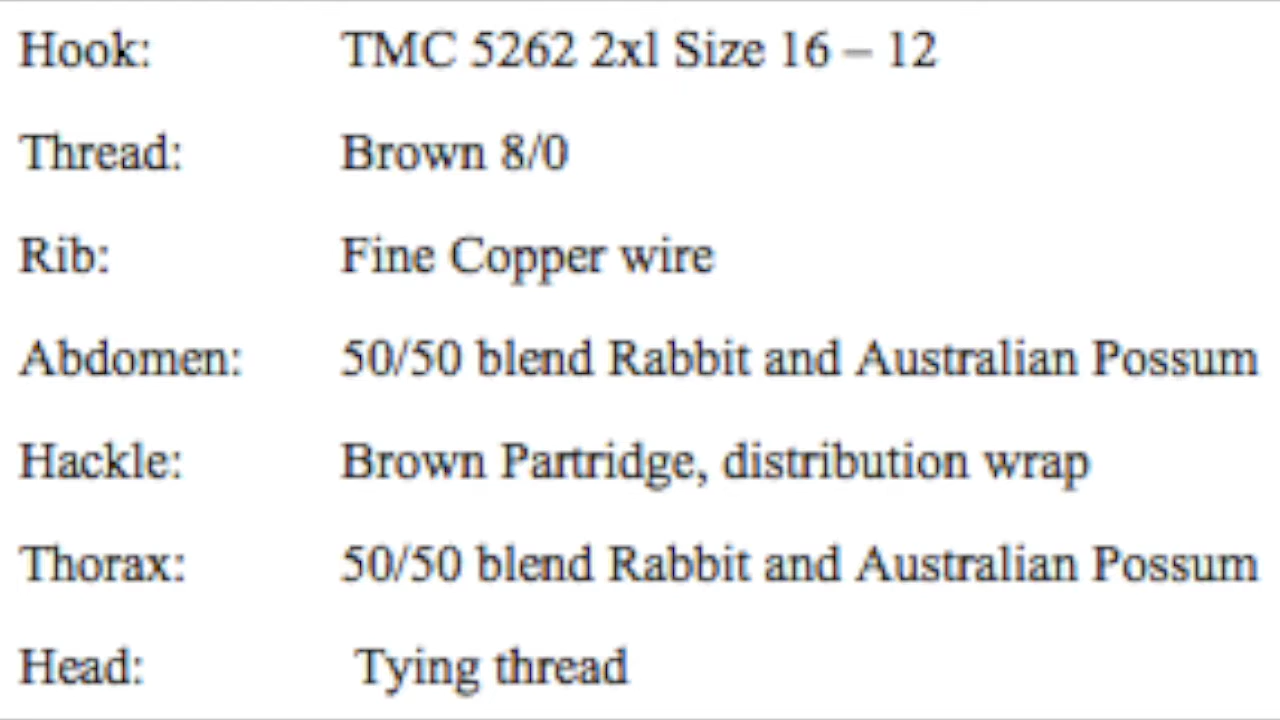 Hook: TMC 5262 2xl Size 16 – 12
Thread: Brown 8/0
Rib: Fine Copper wire
Abdomen: 50/50 blend Rabbit and Australian Possum
Hackle: Brown Partridge, distribution wrap
Thorax: 50/50 blend Rabbit and Australian Possum
Head: Tying thread